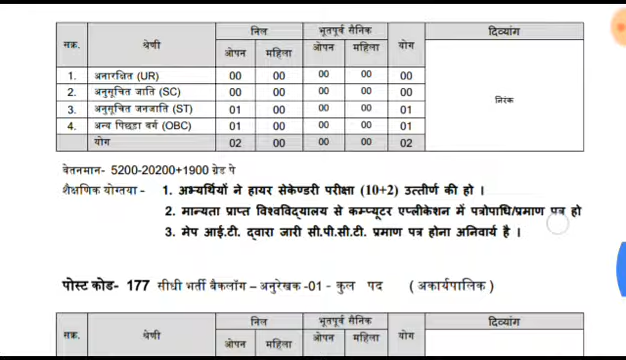 सक्र. श्रेणी निल भूतपूर्व सैनिक योग दिव्यांग
ओपन महिला ओपन महिला
1. अनारक्षित (UR) 00 00 00 00 00 निरंक
2. अनुसूचित जाति (SC) 00 00 00 00 00
3. अनुसूचित जनजाति (ST) 01 00 00 00 01
4. अन्य पिछड़ा वर्ग (OBC) 01 00 00 00 01
योग 02 00 00 00 02
वेतनमान- 5200-20200+1900 ग्रेड पे
शैक्षणिक योग्तया - 1. अभ्यर्थियों ने हायर सेकेण्डरी परीक्षा (10+2) उत्तीर्ण की हो ।
2. मान्यता प्राप्त विश्वविद्यालय से कम्प्यूटर एप्लीकेशन में पत्रोपाधि/प्रमाण पत्र हो
3. मेप आई.टी. द्वारा जारी सी.पी.सी.टी. प्रमाण पत्र होना अनिवार्य है ।
पोस्ट कोड- 177 सीधी भर्ती बैकलॉग – अनुरेखक -01 - कुल पद ( अकार्यपालिक )
सक्र. श्रेणी निल भूतपूर्व सैनिक योग दिव्यांग
ओपन महिला ओपन महिला